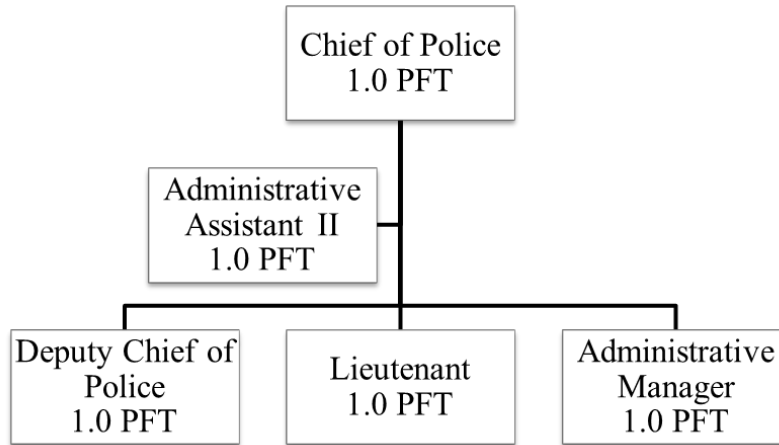 Chief of Police
1.0 PFT
Administrative
Assistant II
1.0 PFT
Deputy Chief of
Police
1.0 PFT
Lieutenant
1.0 PFT
Administrative
Manager
1.0 PFT